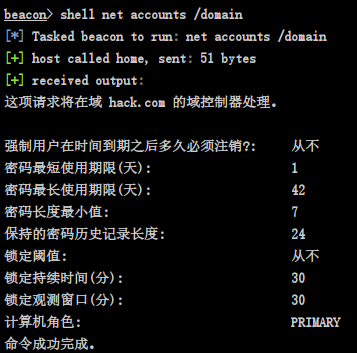 beacon> shell net accounts /domain
[*] Tasked beacon to run: net accounts /domain
[+] host called home, sent: 51 bytes
[+] received output:
这项请求将在域 hack.com 的域控制器处理。
强制用户在时间到期之后多久必须注销?: 从不
密码最短使用期限(天): 1
密码最长使用期限(天): 42
密码长度最小值: 7
保持的密码历史记录长度: 24
锁定阈值: 从不
锁定持续时间(分): 30
锁定观测窗口(分): 30
计算机角色: PRIMARY
命令成功完成。